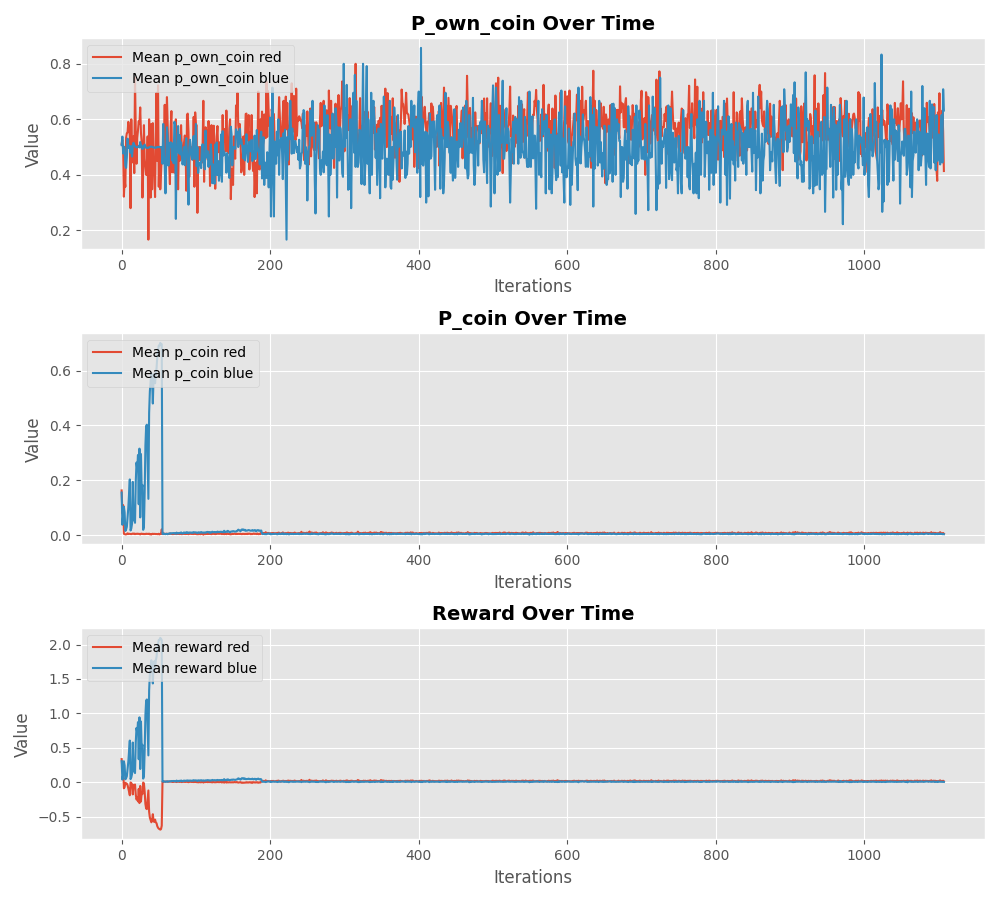 P_own_coin Over Time
Mean p_own_coin red
Mean p_own_coin blue
0.8
0.6
0.4
0.2
Value
0 200 400 600 800 1000
Iterations
P_coin Over Time
Mean p_coin red
Mean p_coin blue
0.6
0.4
0.2
0.0
Value
0 200 400 600 800 1000
Iterations
Reward Over Time
Mean reward red
Mean reward blue
2.0
1.5
1.0
0.5
0.0
−0.5
Value
0 200 400 600 800 1000
Iterations